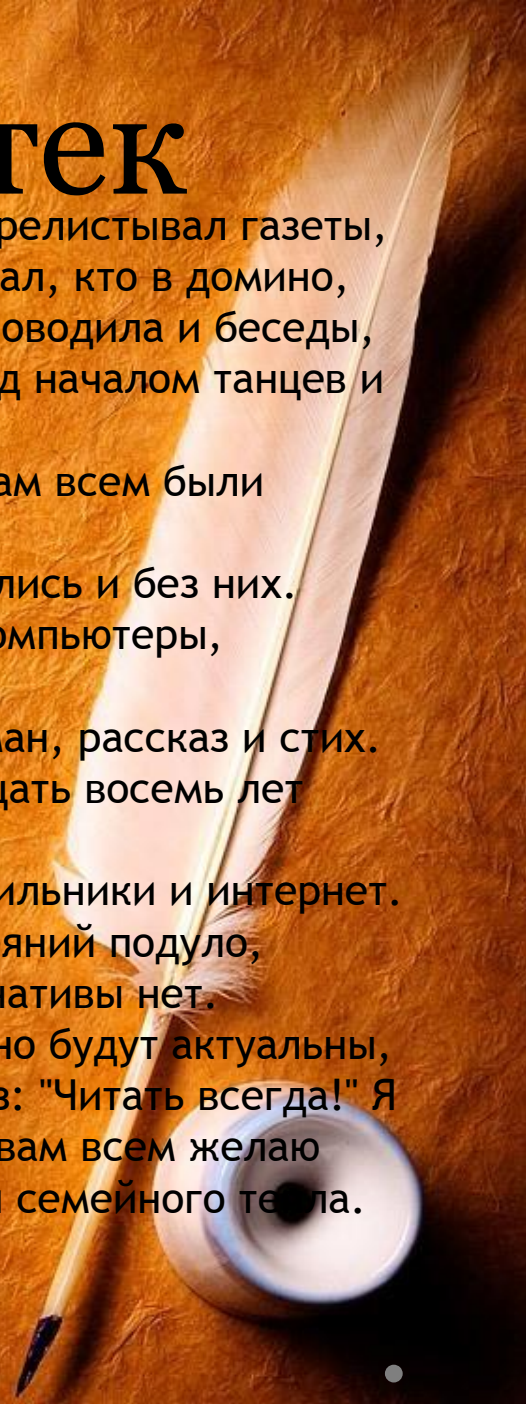 тек
релистывал газеты,
ал, кто в домино,
оводила и беседы,
д началом танцев и
ам всем были
лись и без них.
омпьютеры,
ан, рассказ и стих.
цать восемь лет
ильники и интернет.
яний подуло,
нативы нет.
но будут актуальны,
в: "Читать всегда!" Я
вам всем желаю
семейного тепла.